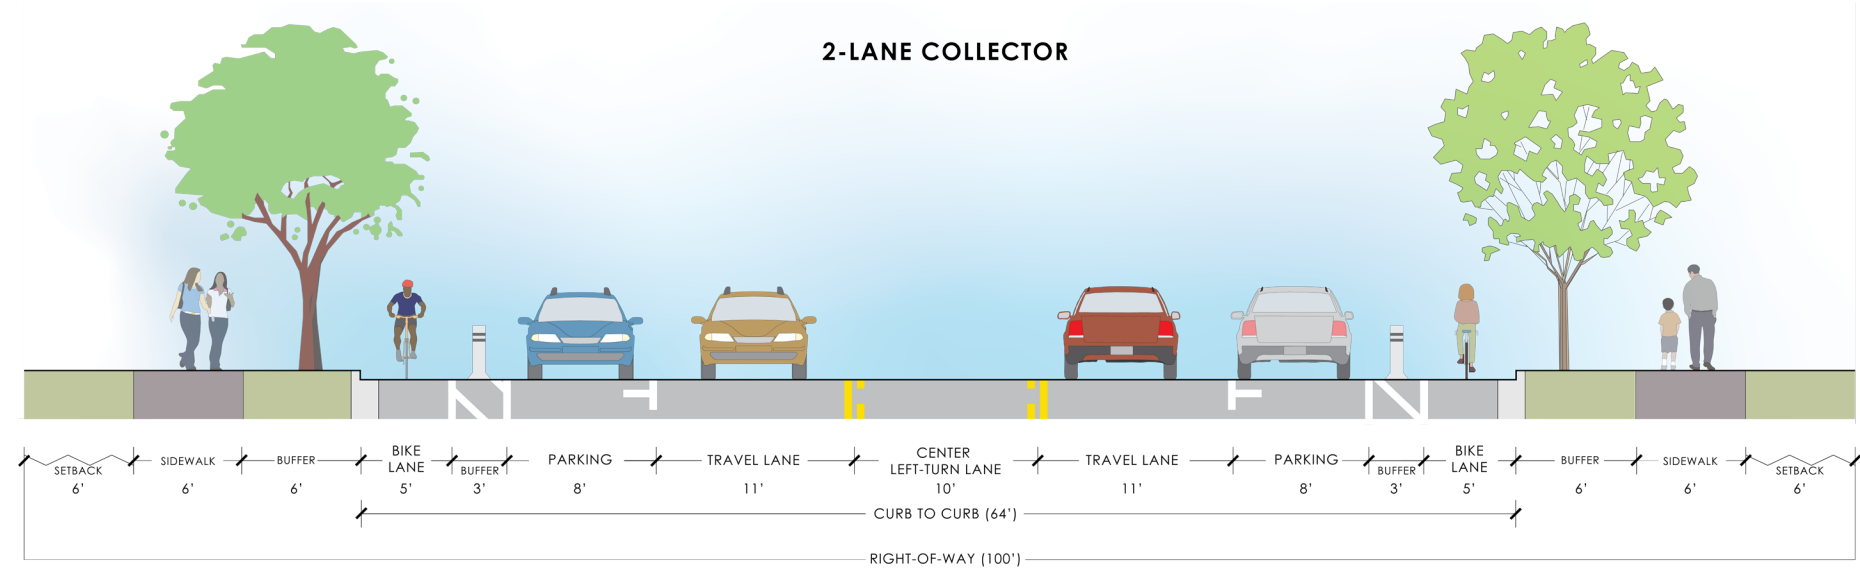 2-LANE COLLECTOR
SETBACK
6’
SIDEWALK
6’
BUFFER
6’
BIKE
LANE
5’
BUFFER
3’
PARKING
8’
TRAVEL LANE
11’
CENTER
LEFT-TURN LANE
10’
TRAVEL LANE
11’
PARKING
8’
BUFFER
3’
BIKE
LANE
5’
BUFFER
6’
SIDEWALK
6’
SETBACK
6’
CURB TO CURB (64’)
RIGHT-OF-WAY (100’)